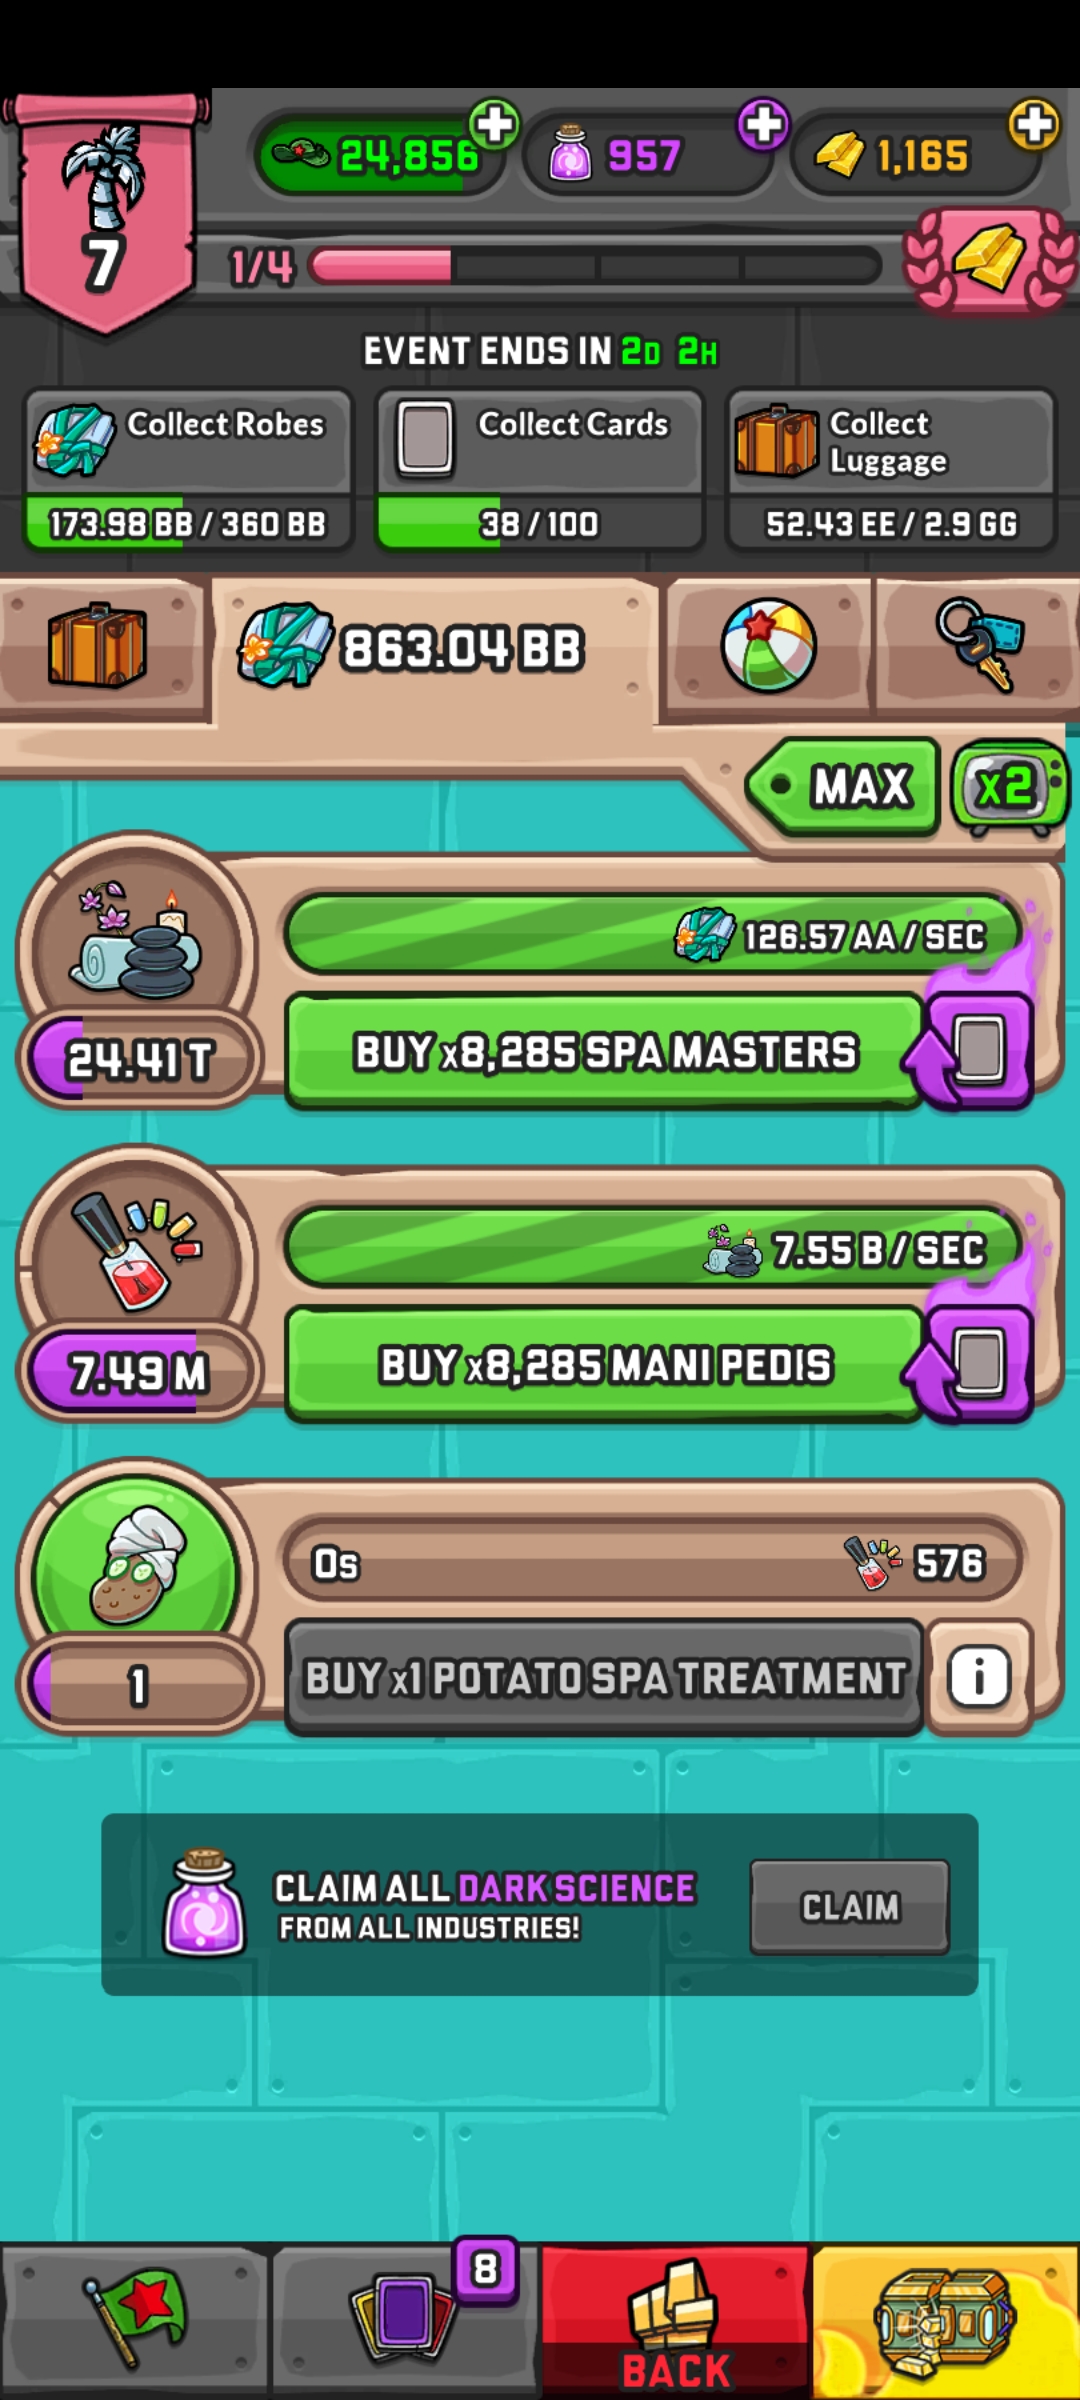 24,856
957
1,165
7
1/4
EVENT ENDS IN 2D 2H
Collect Robes
173.98 BB / 360 BB
Collect Cards
38 / 100
Collect
Luggage
52.43 EE / 2.9 GG
863.04 BB
MAX
x2
126.57 AA / SEC
24.41 T
BUY x8,285 SPA MASTERS
7.55 B / SEC
7.49 M
BUY x8,285 MANI PEDIS
0s
576
1
BUY x1 POTATO SPA TREATMENT
i
CLAIM ALL DARK SCIENCE
FROM ALL INDUSTRIES!
CLAIM
8
BACK